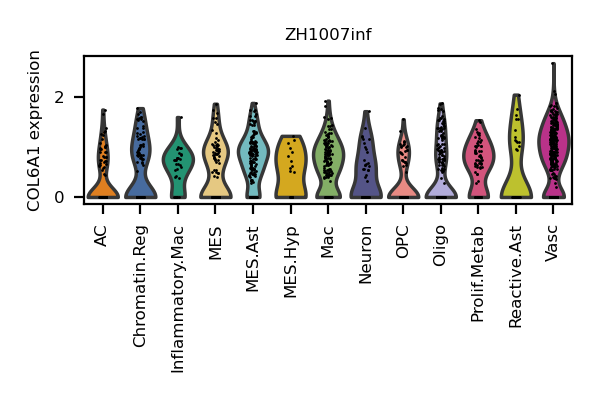 ZH1007inf
COL6A1 expression
2
0
AC
Chromatin.Reg
Inflammatory.Mac
MES
MES.Ast
MES.Hyp
Mac
Neuron
OPC
Oligo
Prolif.Metab
Reactive.Ast
Vasc